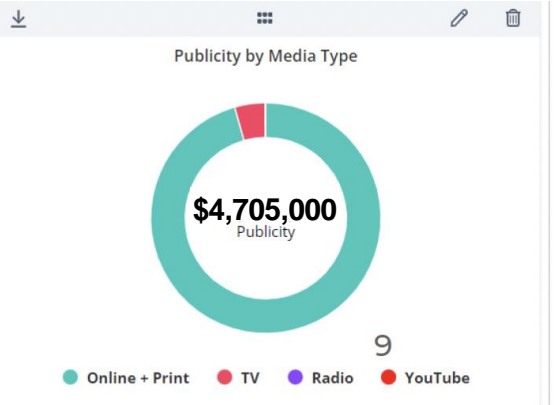 Publicity by Media Type
$4,705,000
Publicity
9
Online + Print TV Radio YouTube